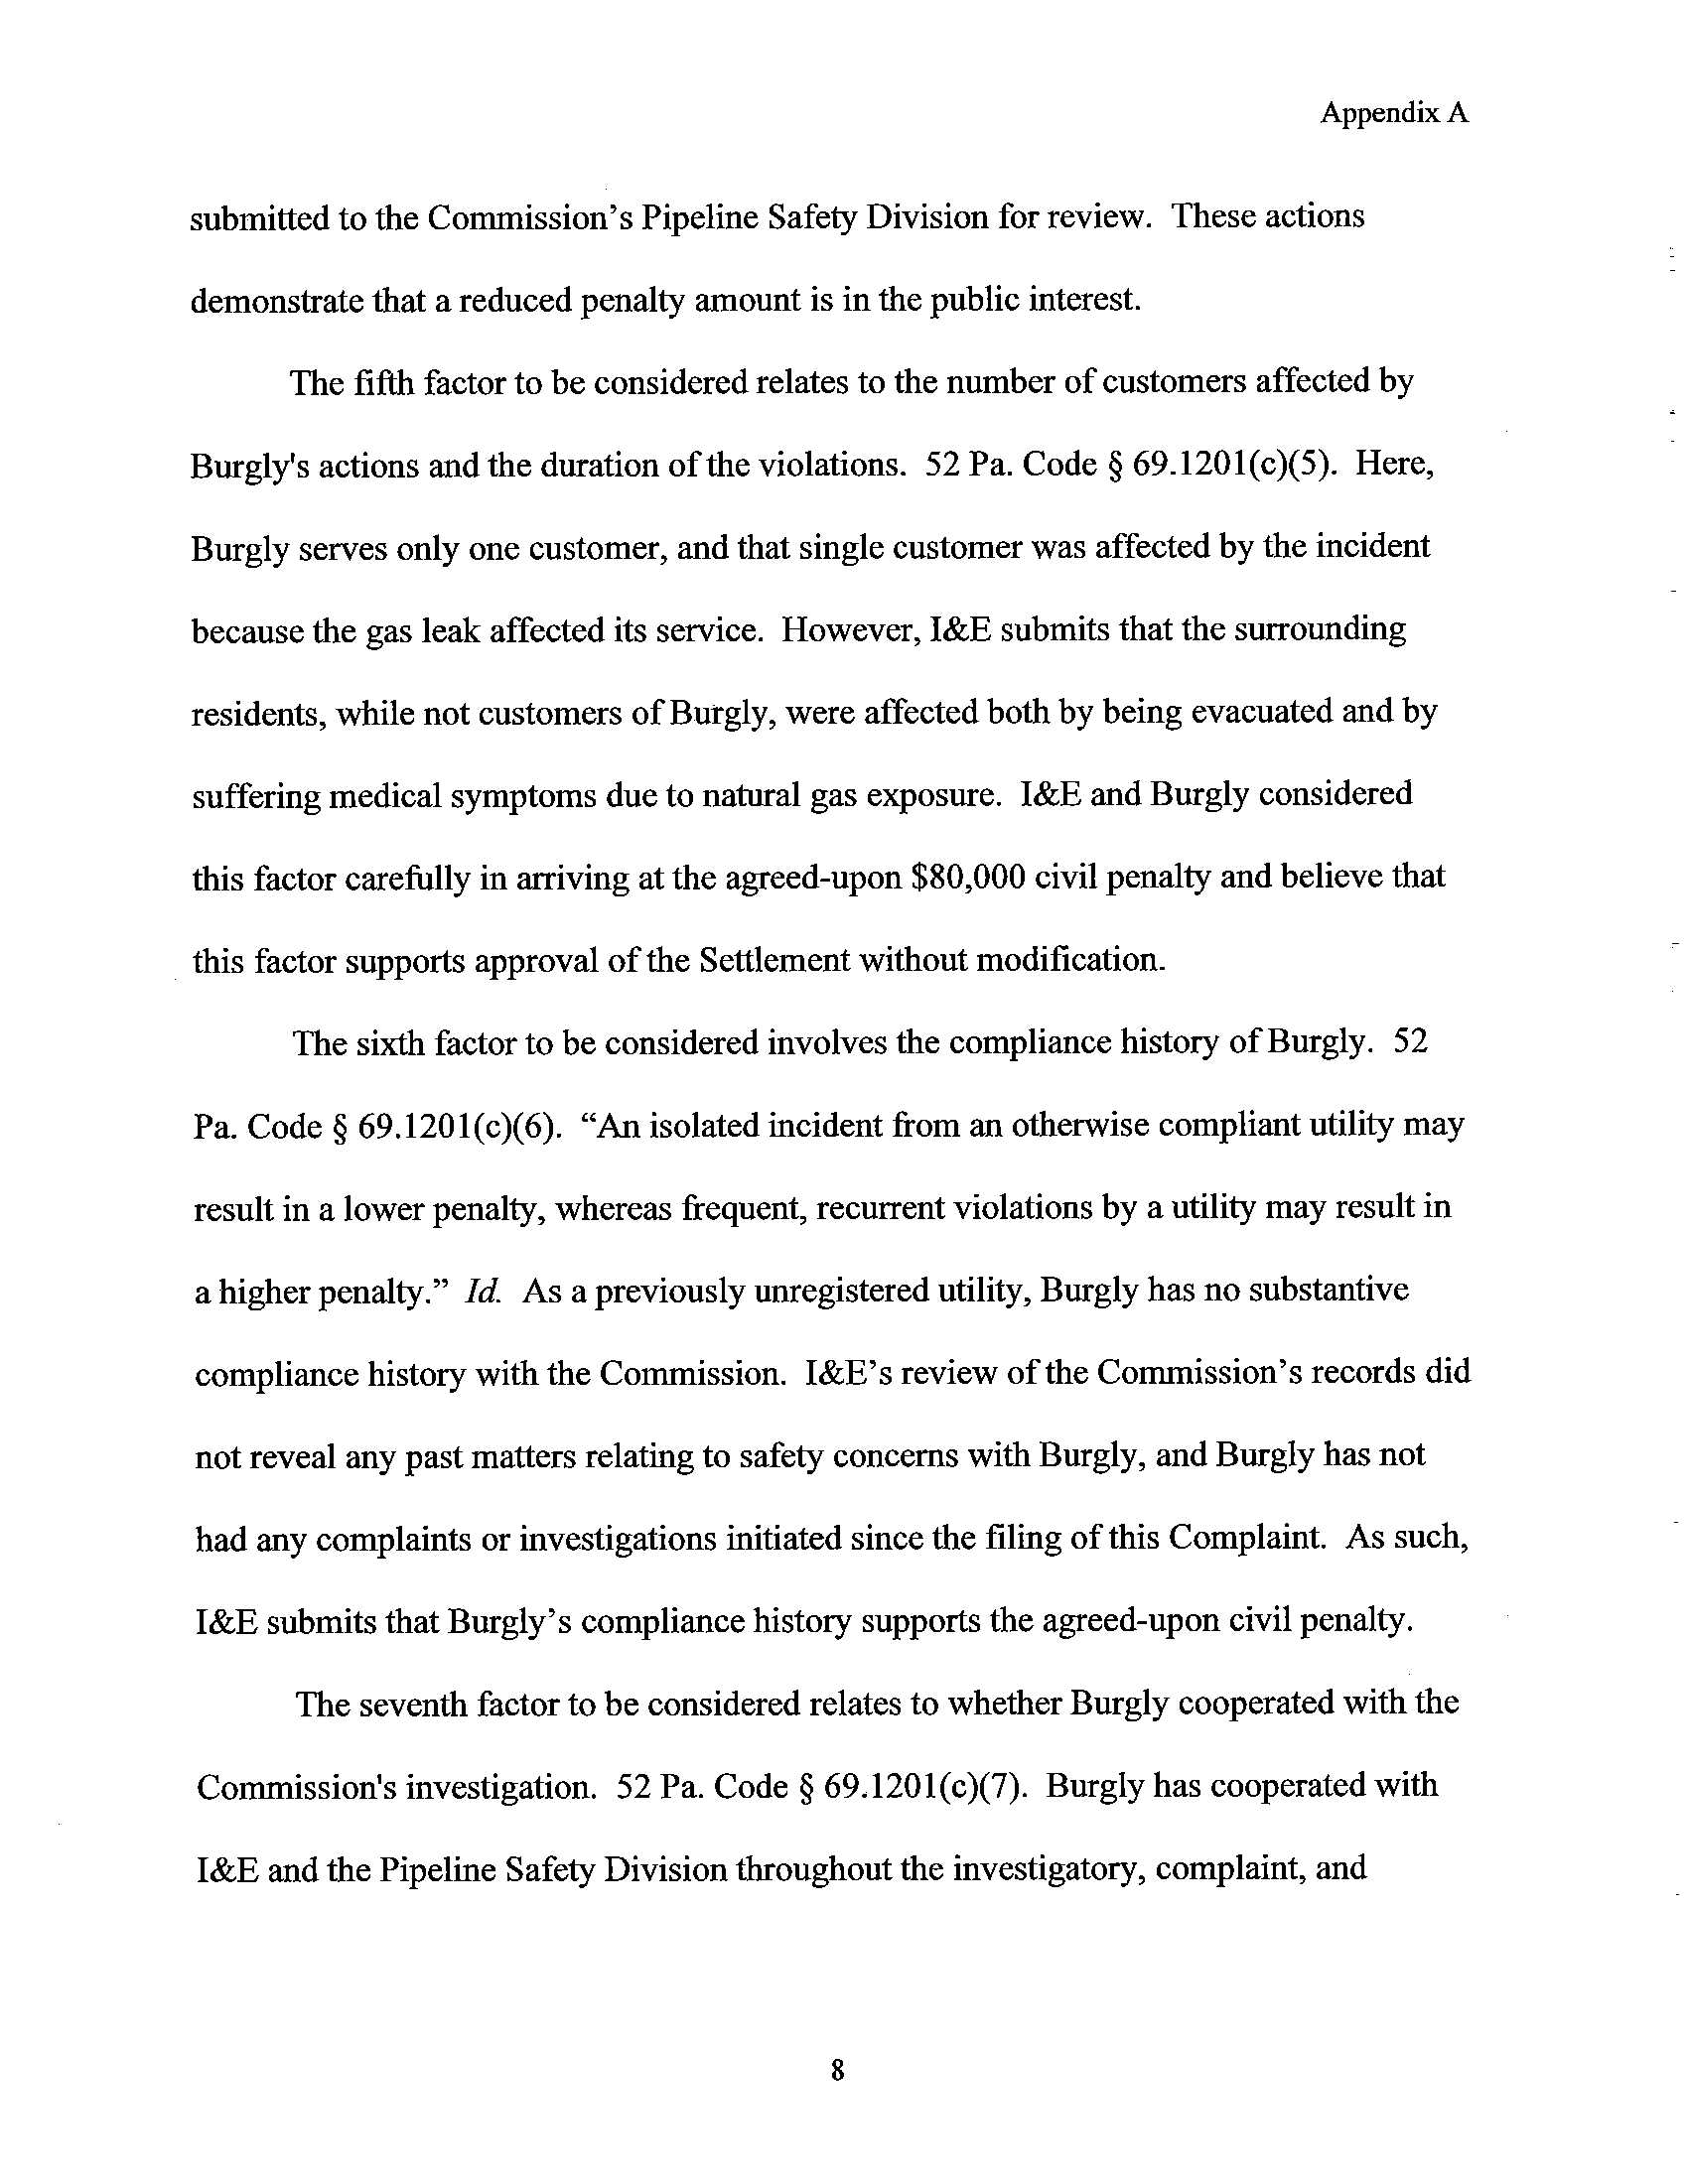 Appendix A
submitted to the Commission’s Pipeline Safety Division for review.  These actions
demonstrate that a reduced penalty amount is in the public interest.
The fifth factor to be considered relates to the number of customers affected by
Burgly's actions and the duration of the violations.  52 Pa. Code § 69.1201(c)(5).  Here,
Burgly serves only one customer, and that single customer was affected by the incident
because the gas leak affected its service.  However, I&E submits that the surrounding
residents, while not customers of Burgly, were affected both by being evacuated and by
suffering medical symptoms due to natural gas exposure.  I&E and Burgly considered
this factor carefully in arriving at the agreed-upon $80,000 civil penalty and believe that
this factor supports approval of the Settlement without modification.
The sixth factor to be considered involves the compliance history of Burgly.  52
Pa. Code § 69.1201(c)(6).  “An isolated incident from an otherwise compliant utility may
result in a lower penalty, whereas frequent, recurrent violations by a utility may result in
a higher penalty.”  Id.  As a previously unregistered utility, Burgly has no substantive
compliance history with the Commission.  I&E’s review of the Commission’s records did
not reveal any past matters relating to safety concerns with Burgly, and Burgly has not
had any complaints or investigations initiated since the filing of this Complaint.  As such,
I&E submits that Burgly’s compliance history supports the agreed-upon civil penalty.
The seventh factor to be considered relates to whether Burgly cooperated with the
Commission's investigation.  52 Pa. Code § 69.1201(c)(7).  Burgly has cooperated with
I&E and the Pipeline Safety Division throughout the investigatory, complaint, and
8